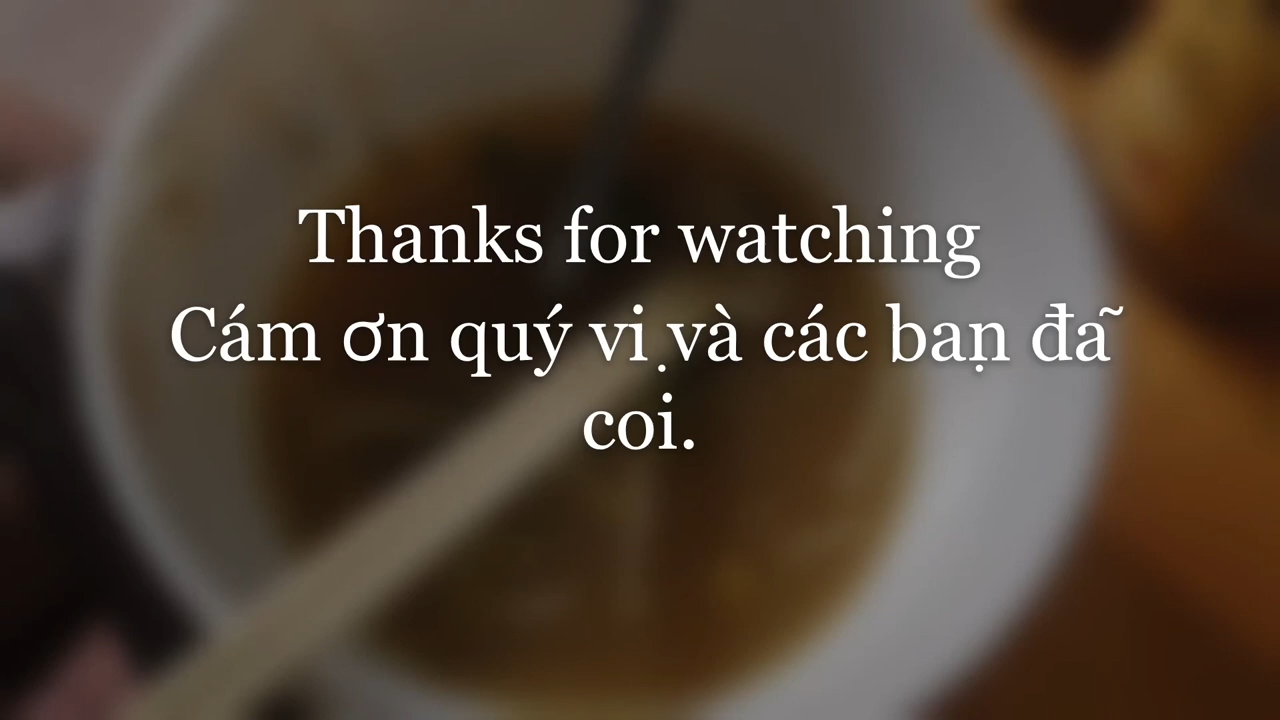 Thanks for watching
Cám ơn quý vị và các bạn đã
coi.